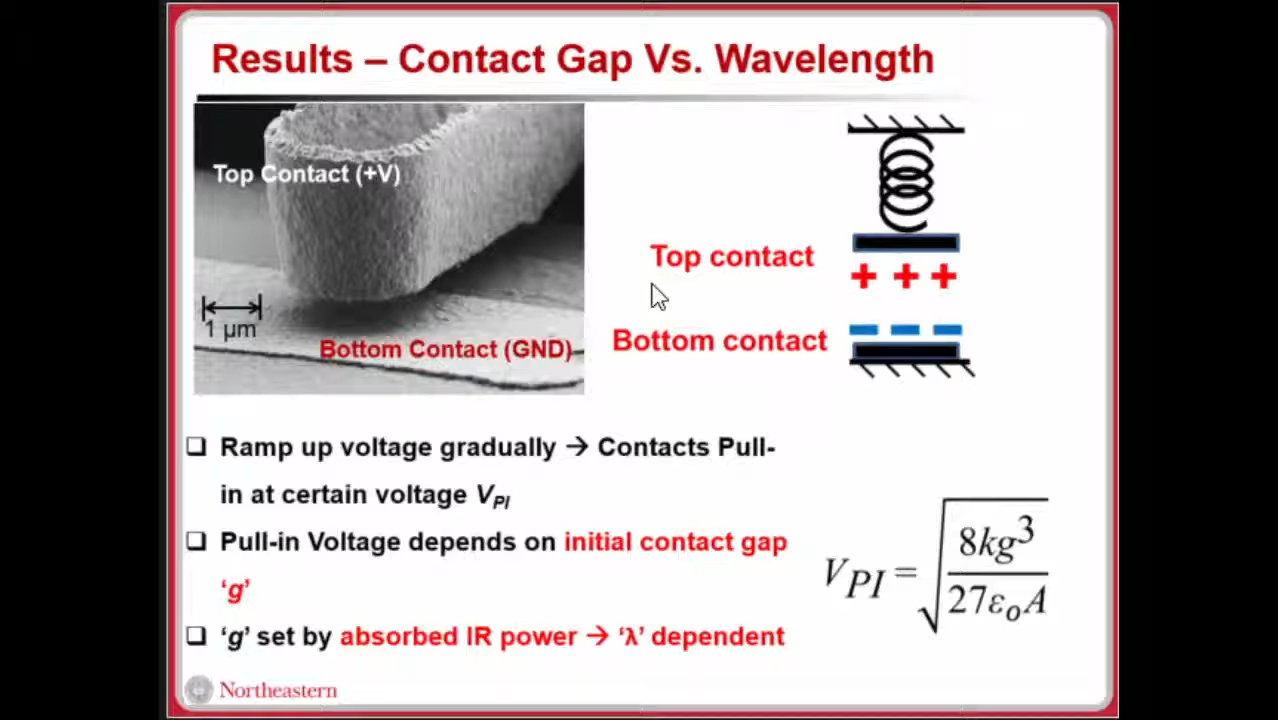 Results – Contact Gap Vs. Wavelength
Top Contact (+V)
1 μm
Bottom Contact (GND)
Top contact
+ + +
Bottom contact
❑ Ramp up voltage gradually → Contacts Pull-
in at certain voltage V_PI
❑ Pull-in Voltage depends on initial contact gap
‘g’
❑ ‘g’ set by absorbed IR power → ‘λ’ dependent
V_PI = √(8kg³ / 27ε_oA)
Northeastern